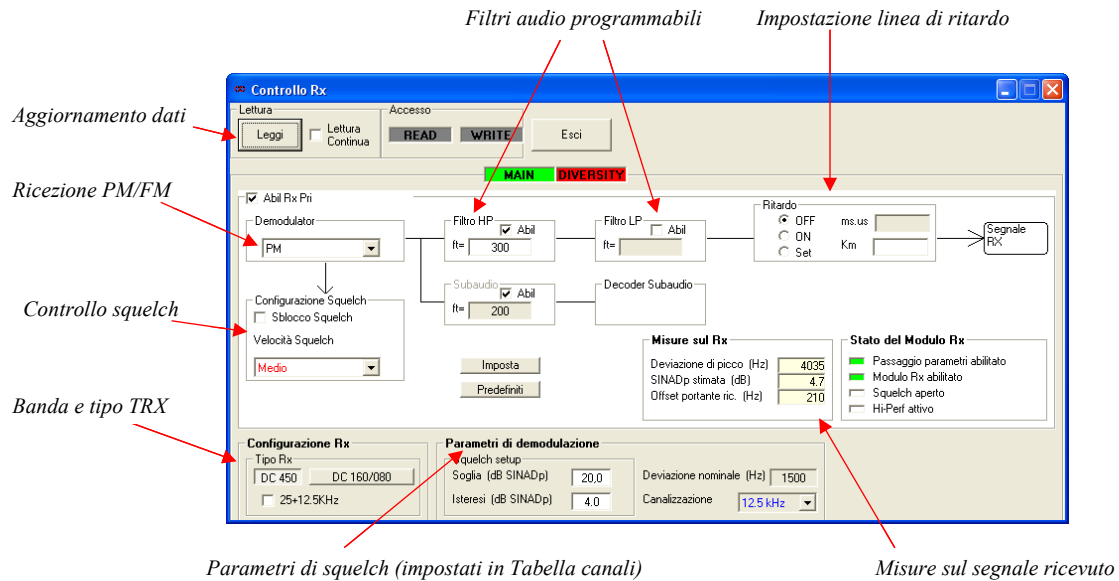 Filtri audio programmabili
Impostazione linea di ritardo
Controllo Rx
Aggiornamento dati
Lettura
Leggi
Lettura Continua
Accesso
READ
WRITE
Esci
MAIN
DIVERSITY
Ricezione PM/FM
Abil Rx Pri
Demodulator
PM
Filtro HP
Abil
ft=
300
Filtro LP
Abil
ft=
Ritardo
OFF
ON
Set
ms.us
Km
Segnale RX
Subaudio
Abil
ft=
200
Decoder Subaudio
Controllo squelch
Configurazione Squelch
Sblocco Squelch
Velocità Squelch
Medio
Imposta
Predefiniti
Misure sul Rx
Deviazione di picco (Hz)
4035
SINADp stimata (dB)
4.7
Offset portante ric. (Hz)
210
Stato del Modulo Rx
Passaggio parametri abilitato
Modulo Rx abilitato
Squelch aperto
Hi-Perf attivo
Banda e tipo TRX
Configurazione Rx
Tipo Rx
DC 450
DC 160/080
25+12.5KHz
Parametri di demodulazione
Squelch setup
Soglia (dB SINADp)
20,0
Isteresi (dB SINADp)
4.0
Deviazione nominale (Hz)
1500
Canalizzazione
12.5 kHz
Parametri di squelch (impostati in Tabella canali)
Misure sul segnale ricevuto